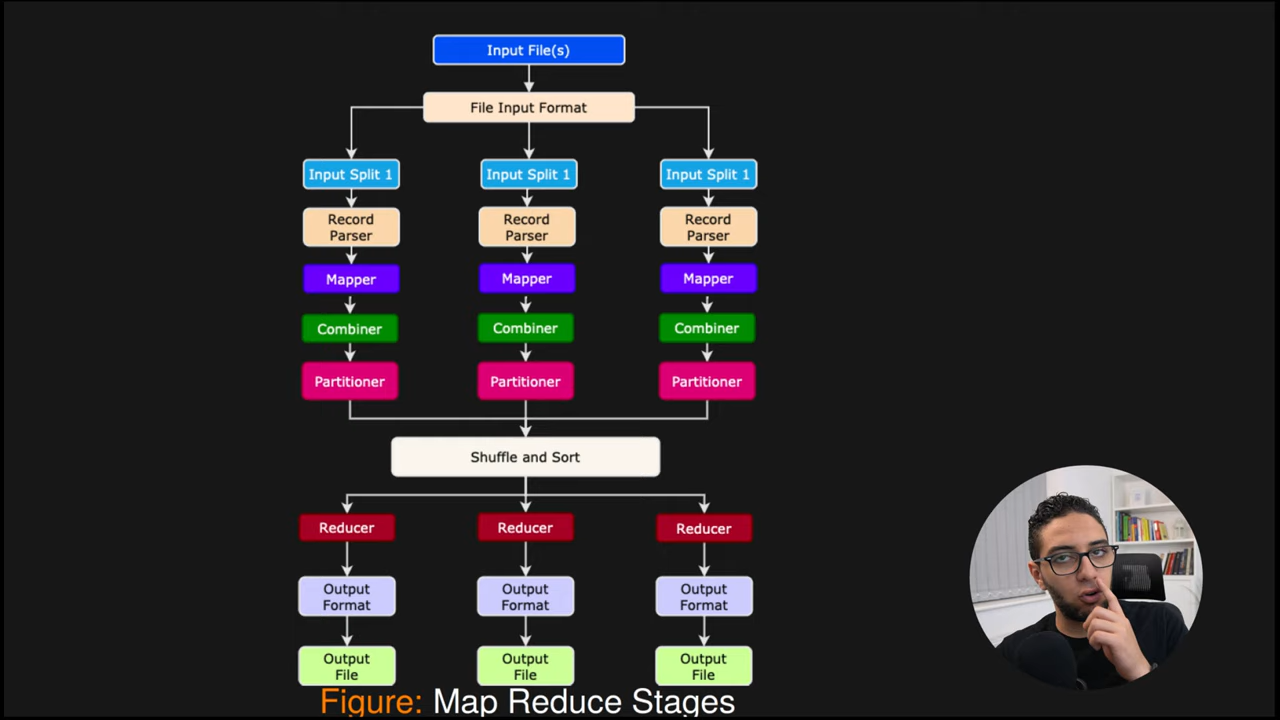 Input File(s)
File Input Format
Input Split 1
Input Split 1
Input Split 1
Record
Parser
Record
Parser
Record
Parser
Mapper
Mapper
Mapper
Combiner
Combiner
Combiner
Partitioner
Partitioner
Partitioner
Shuffle and Sort
Reducer
Reducer
Reducer
Output
Format
Output
Format
Output
Format
Output
File
Output
File
Output
File
Figure: Map Reduce Stages